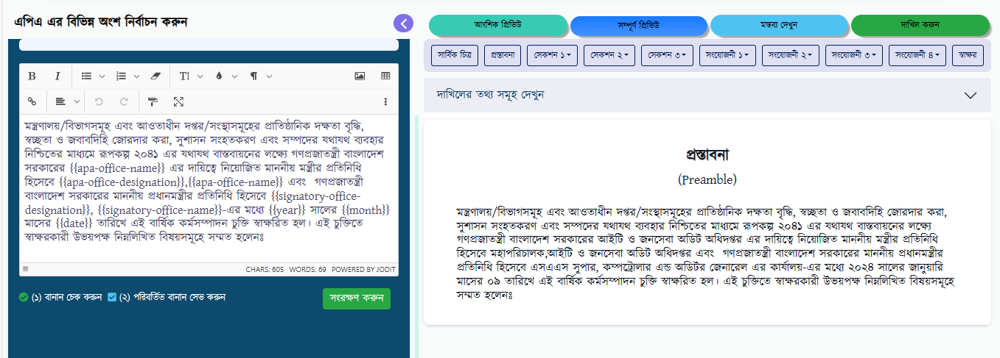 এপিএ এর বিভিন্ন অংশ নির্বাচন করুন
মন্ত্রণালয়/বিভাগসমূহ এবং আওতাধীন দপ্তর/সংস্থাসমূহের প্রাতিষ্ঠানিক দক্ষতা বৃদ্ধি,
স্বচ্ছতা ও জবাবদিহি জোরদার করা, সুশাসন সংহতকরণ এবং সম্পদের যথাযথ ব্যবহার
নিশ্চিতের মাধ্যমে রূপকল্প ২০৪১ এর যথাযথ বাস্তবায়নের লক্ষ্যে গণপ্রজাতন্ত্রী বাংলাদেশ
সরকারের {{apa-office-name}} এর দায়িত্বে নিয়োজিত মাননীয় মন্ত্রীর প্রতিনিধি
হিসেবে {{apa-office-designation}},{{apa-office-name}} এবং গণপ্রজাতন্ত্রী
বাংলাদেশ সরকারের মাননীয় প্রধানমন্ত্রীর প্রতিনিধি হিসেবে {{signatory-office-
designation}}, {{signatory-office-name}}-এর মধ্যে {{year}} সালের {{month}}
মাসের {{date}} তারিখে এই বার্ষিক কর্মসম্পাদন চুক্তি স্বাক্ষরিত হল। এই চুক্তিতে
স্বাক্ষরকারী উভয়পক্ষ নিম্নলিখিত বিষয়সমূহে সম্মত হলেনঃ
CHARS: 605 WORDS: 69 POWERED BY JODIT
(১) বানান চেক করুন (২) পরিবর্তিত বানান সেভ করুন
সংরক্ষণ করুন
আংশিক প্রিভিউ সম্পূর্ণ প্রিভিউ মন্তব্য দেখুন দাখিল করুন
সার্বিক চিত্র প্রস্তাবনা সেকশন ১ সেকশন ২ সেকশন ৩ সংযোজনী ১ সংযোজনী ২ সংযোজনী ৩ সংযোজনী ৪ স্বাক্ষর
দাখিলের তথ্য সমূহ দেখুন
প্রস্তাবনা
(Preamble)
মন্ত্রণালয়/বিভাগসমূহ এবং আওতাধীন দপ্তর/সংস্থাসমূহের প্রাতিষ্ঠানিক দক্ষতা বৃদ্ধি, স্বচ্ছতা ও জবাবদিহি জোরদার করা,
সুশাসন সংহতকরণ এবং সম্পদের যথাযথ ব্যবহার নিশ্চিতের মাধ্যমে রূপকল্প ২০৪১ এর যথাযথ বাস্তবায়নের লক্ষ্যে
গণপ্রজাতন্ত্রী বাংলাদেশ সরকারের আইটি ও জনসেবা অডিট অধিদপ্তর এর দায়িত্বে নিয়োজিত মাননীয় মন্ত্রীর প্রতিনিধি
হিসেবে মহাপরিচালক,আইটি ও জনসেবা অডিট অধিদপ্তর এবং গণপ্রজাতন্ত্রী বাংলাদেশ সরকারের মাননীয় প্রধানমন্ত্রীর
প্রতিনিধি হিসেবে এসএএস সুপার, কম্পট্রোলার এন্ড অডিটর জেনারেল এর কার্যালয়-এর মধ্যে ২০২৪ সালের জানুয়ারি
মাসের ০৯ তারিখে এই বার্ষিক কর্মসম্পাদন চুক্তি স্বাক্ষরিত হল। এই চুক্তিতে স্বাক্ষরকারী উভয়পক্ষ নিম্নলিখিত বিষয়সমূহে
সম্মত হলেনঃ